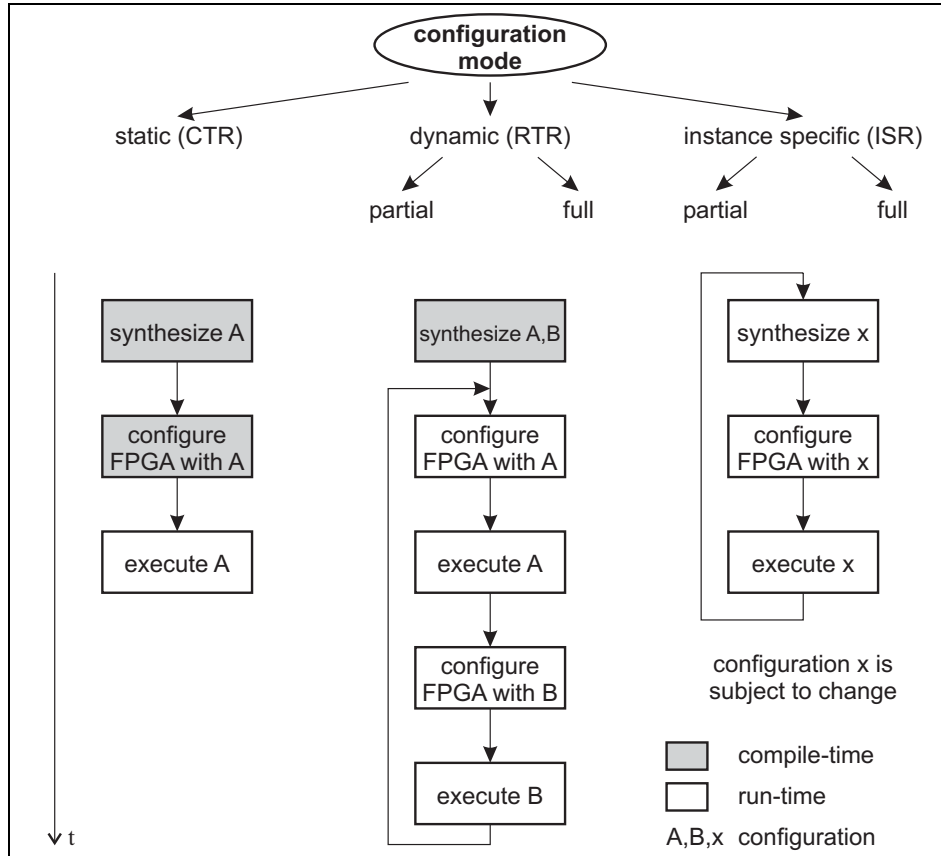 configuration
mode
static (CTR)
dynamic (RTR)
instance specific (ISR)
partial
full
partial
full
synthesize A
configure
FPGA with A
execute A
synthesize A,B
configure
FPGA with A
execute A
configure
FPGA with B
execute B
synthesize x
configure
FPGA with x
execute x
configuration x is
subject to change
compile-time
run-time
A,B,x configuration
t